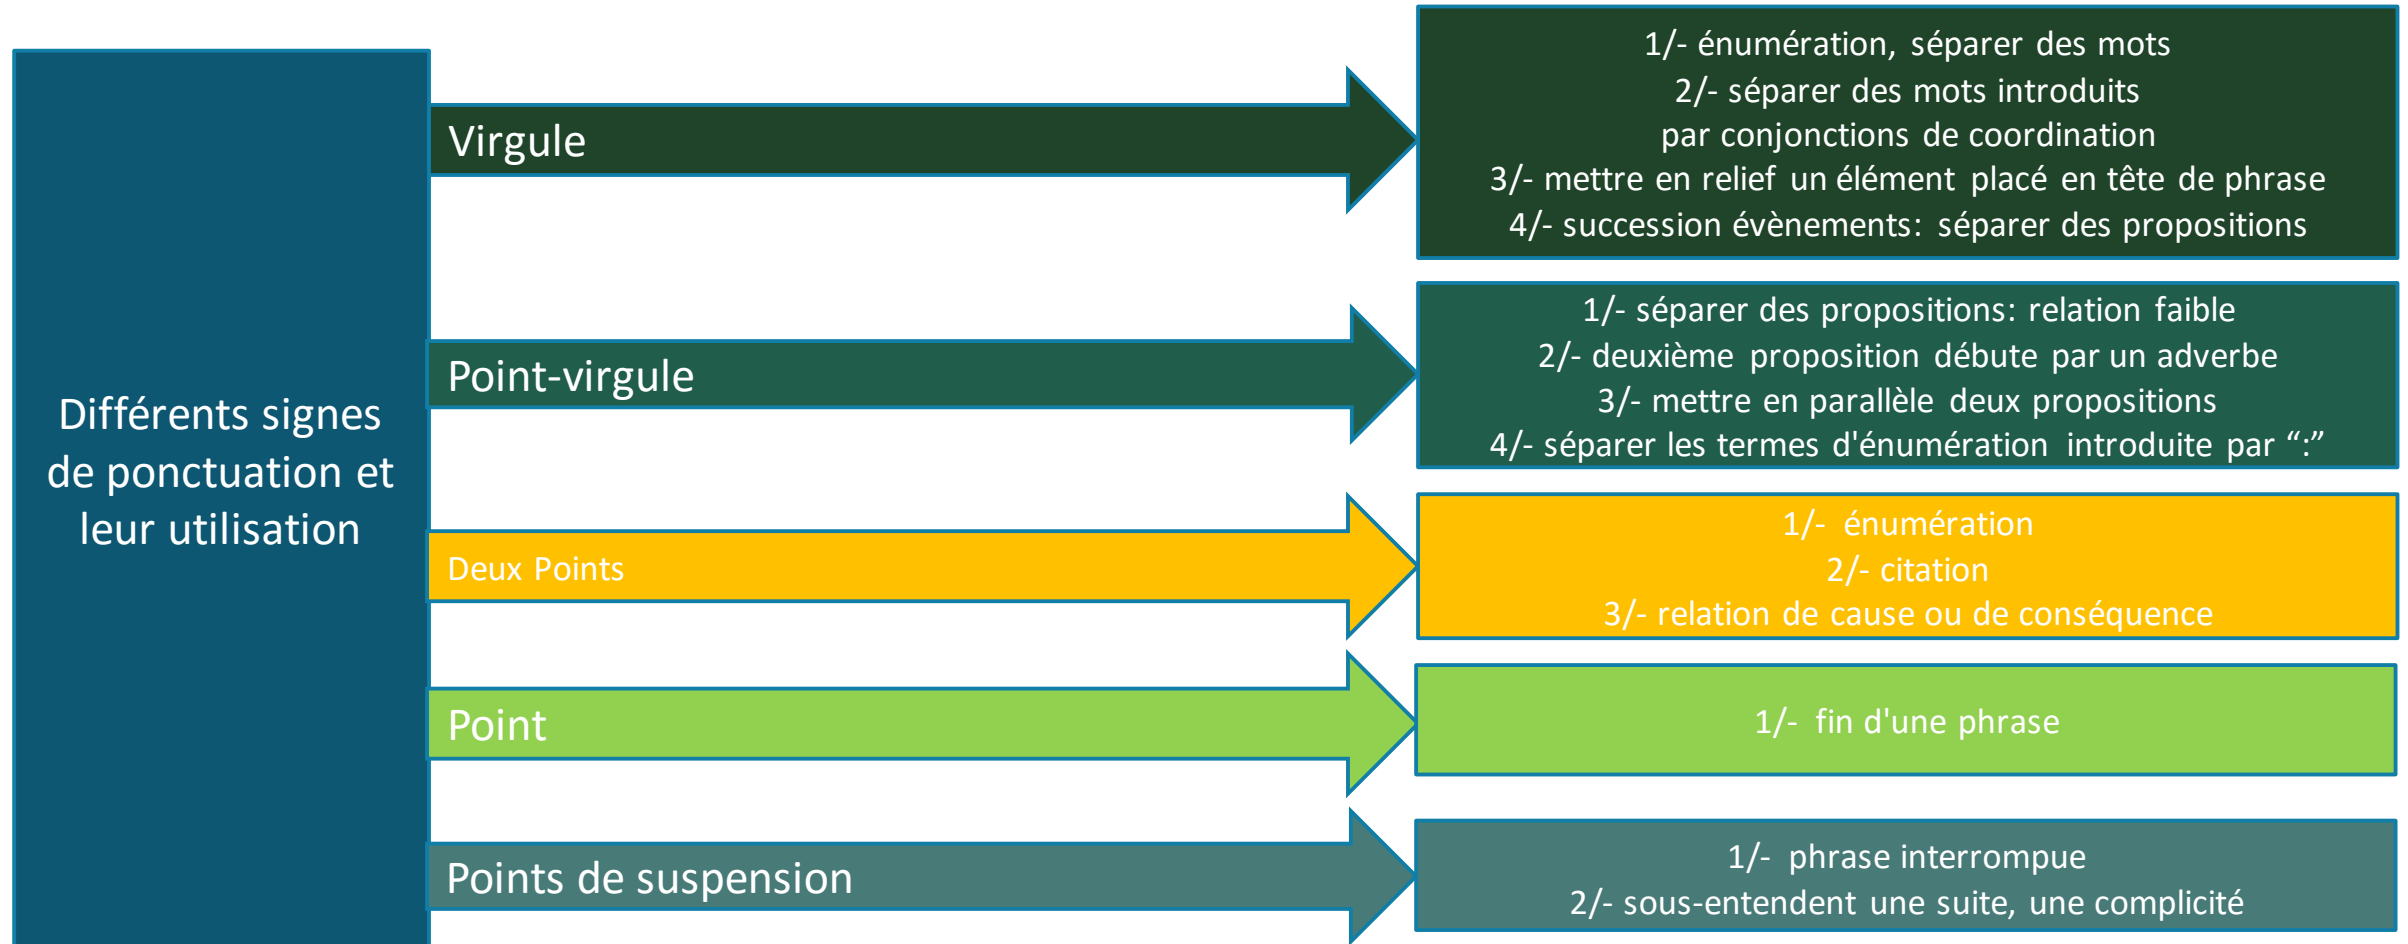 Différents signes
de ponctuation et
leur utilisation
Virgule
1/- énumération, séparer des mots
2/- séparer des mots introduits
par conjonctions de coordination
3/- mettre en relief un élément placé en tête de phrase
4/- succession évènements: séparer des propositions
Point-virgule
1/- séparer des propositions: relation faible
2/- deuxième proposition débute par un adverbe
3/- mettre en parallèle deux propositions
4/- séparer les termes d'énumération introduite par “:”
Deux Points
1/- énumération
2/- citation
3/- relation de cause ou de conséquence
Point
1/- fin d'une phrase
Points de suspension
1/- phrase interrompue
2/- sous-entendent une suite, une complicité